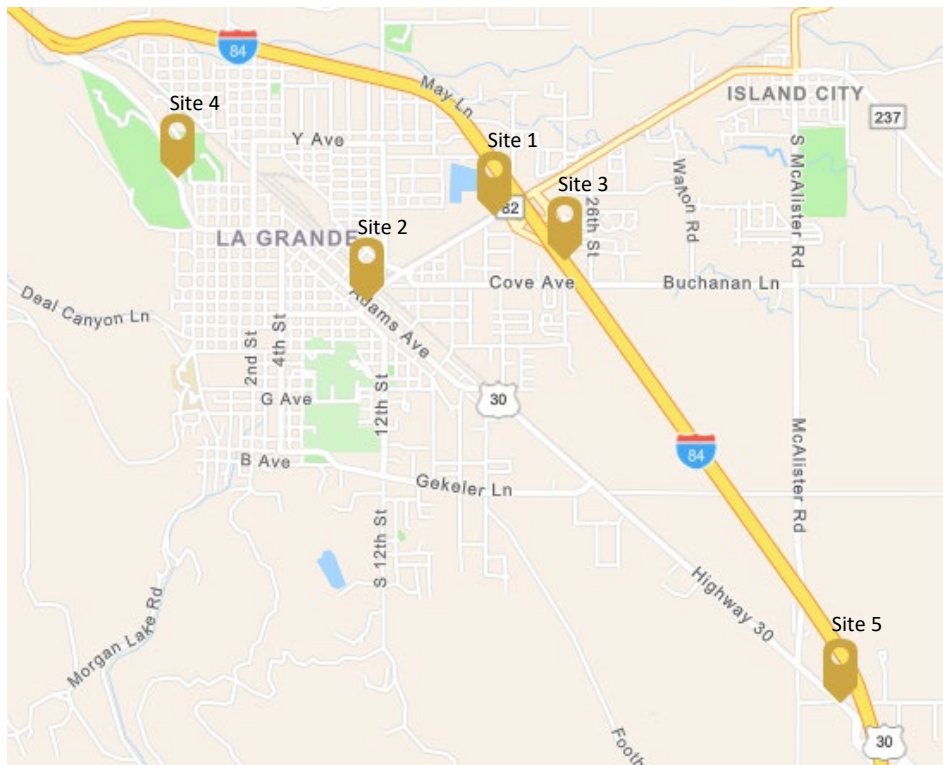 84
May Ln
ISLAND CITY
237
Site 4
Y Ave
Site 1
S McAlister Rd
Walton Rd
82
Site 3
26th St
LA GRANDE
Site 2
Cove Ave
Buchanan Ln
Deal Canyon Ln
Adams Ave
2nd St
4th St
G Ave
12th St
30
B Ave
Gekeler Ln
84
McAlister Rd
S 12th St
Highway 30
Morgan Lake Rd
Site 5
Footh
30